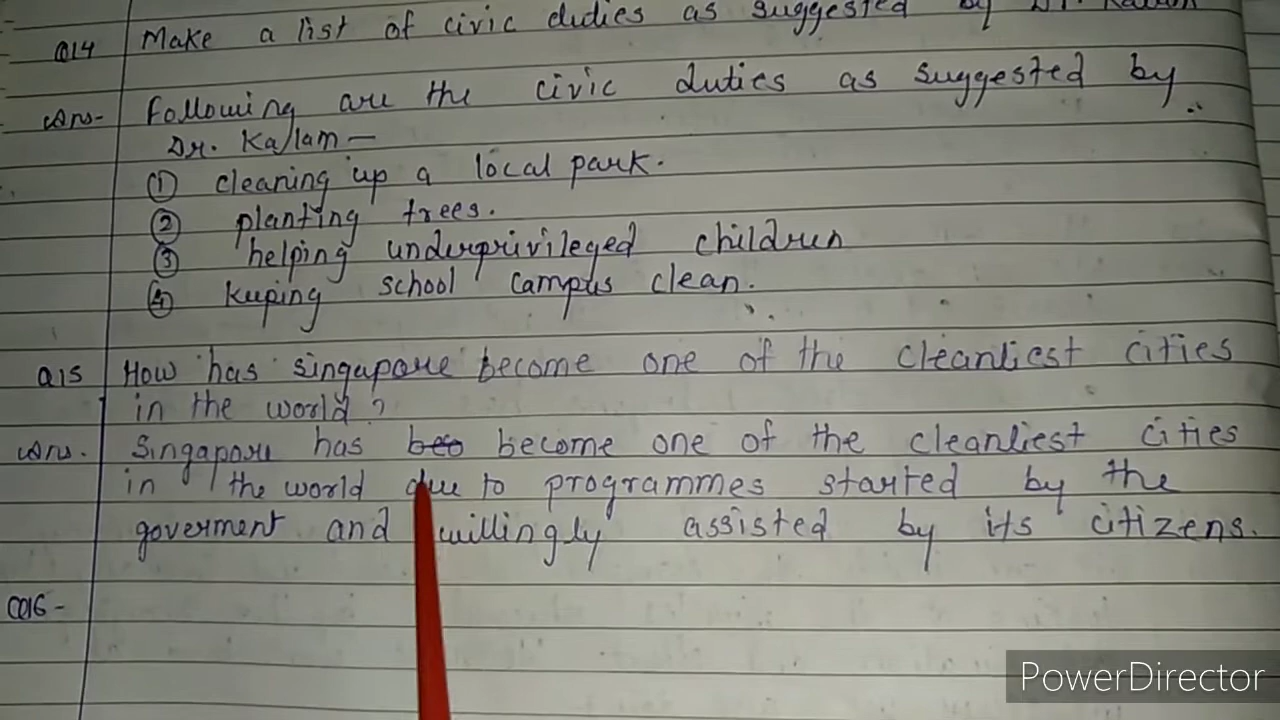 Q14 Make a list of civic duties as suggested by Dr. Kalam
Ans- Following are the civic duties as suggested by
Dr. Kalam —
① cleaning up a local park.
② planting trees.
③ helping underprivileged children
④ keeping school campus clean.
Q15 How has singapore become one of the cleanliest cities
in the world?
Ans. Singapore has beo become one of the cleanliest cities
in the world due to programmes started by the
goverment and willingly assisted by its citizens.
Q16-
PowerDirector